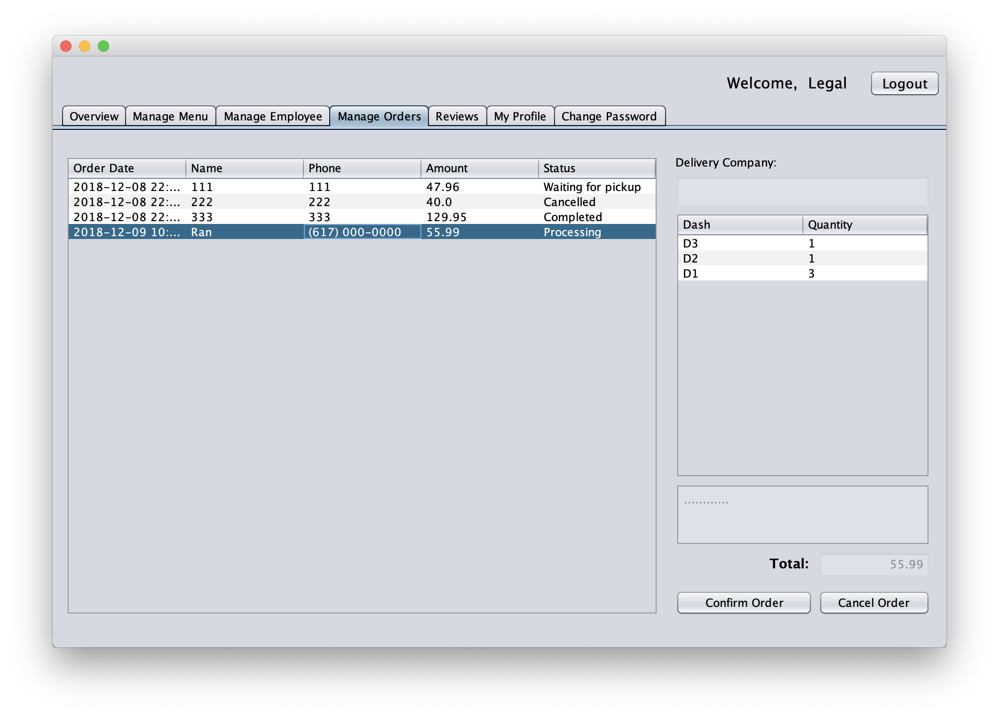 Welcome, Legal Logout
Overview Manage Menu Manage Employee Manage Orders Reviews My Profile Change Password
Order Date Name Phone Amount Status
2018-12-08 22:... 111 111 47.96 Waiting for pickup
2018-12-08 22:... 222 222 40.0 Cancelled
2018-12-08 22:... 333 333 129.95 Completed
2018-12-09 10:... Ran (617) 000-0000 55.99 Processing
Delivery Company:
Dash Quantity
D3 1
D2 1
D1 3
............
Total: 55.99
Confirm Order Cancel Order